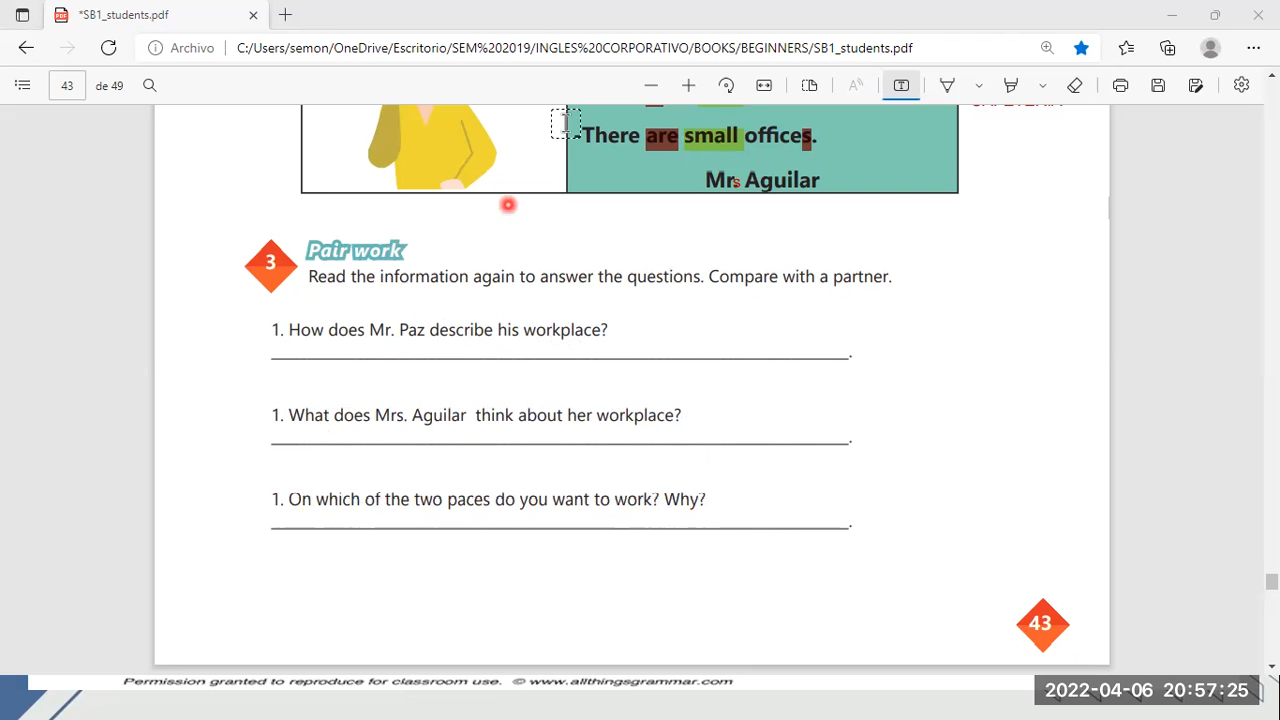 *SB1_students.pdf
Archivo C:/Users/semon/OneDrive/Escritorio/SEM%202019/INGLES%20CORPORATIVO/BOOKS/BEGINNERS/SB1_students.pdf
43 de 49
There are small offices.
Mrs Aguilar
3 Pair work
Read the information again to answer the questions. Compare with a partner.
1. How does Mr. Paz describe his workplace?
.
1. What does Mrs. Aguilar think about her workplace?
.
1. On which of the two paces do you want to work? Why?
.
43
Permission granted to reproduce for classroom use. © www.allthingsgrammar.com
2022-04-06 20:57:25